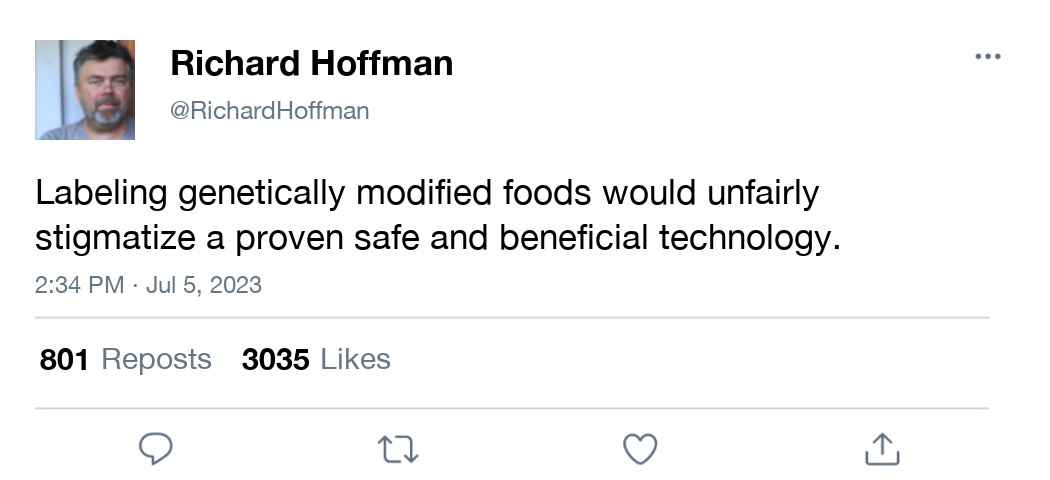 Richard Hoffman
@RichardHoffman
Labeling genetically modified foods would unfairly
stigmatize a proven safe and beneficial technology.
2:34 PM · Jul 5, 2023
801 Reposts 3035 Likes